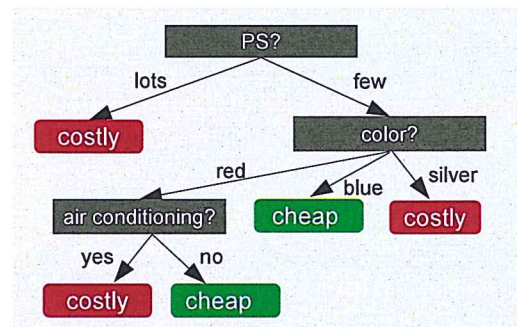 PS?
lots
few
costly
color?
red
blue
silver
air conditioning?
cheap
costly
yes
no
costly
cheap